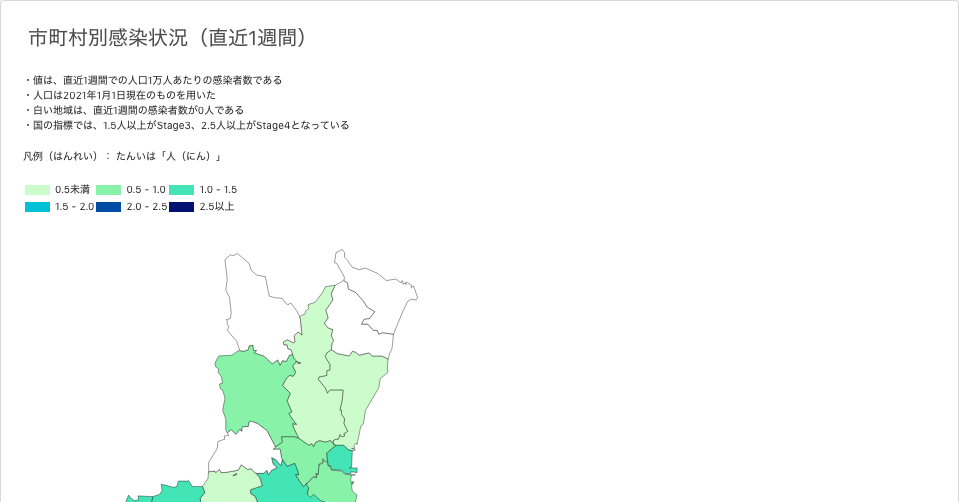 市町村別感染状況（直近1週間）
・値は、直近1週間での人口1万人あたりの感染者数である
・人口は2021年1月1日現在のものを用いた
・白い地域は、直近1週間の感染者数が0人である
・国の指標では、1.5人以上がStage3、2.5人以上がStage4となっている
凡例（はんれい）： たんいは「人（にん）」
0.5未満 0.5 - 1.0 1.0 - 1.5
1.5 - 2.0 2.0 - 2.5 2.5以上